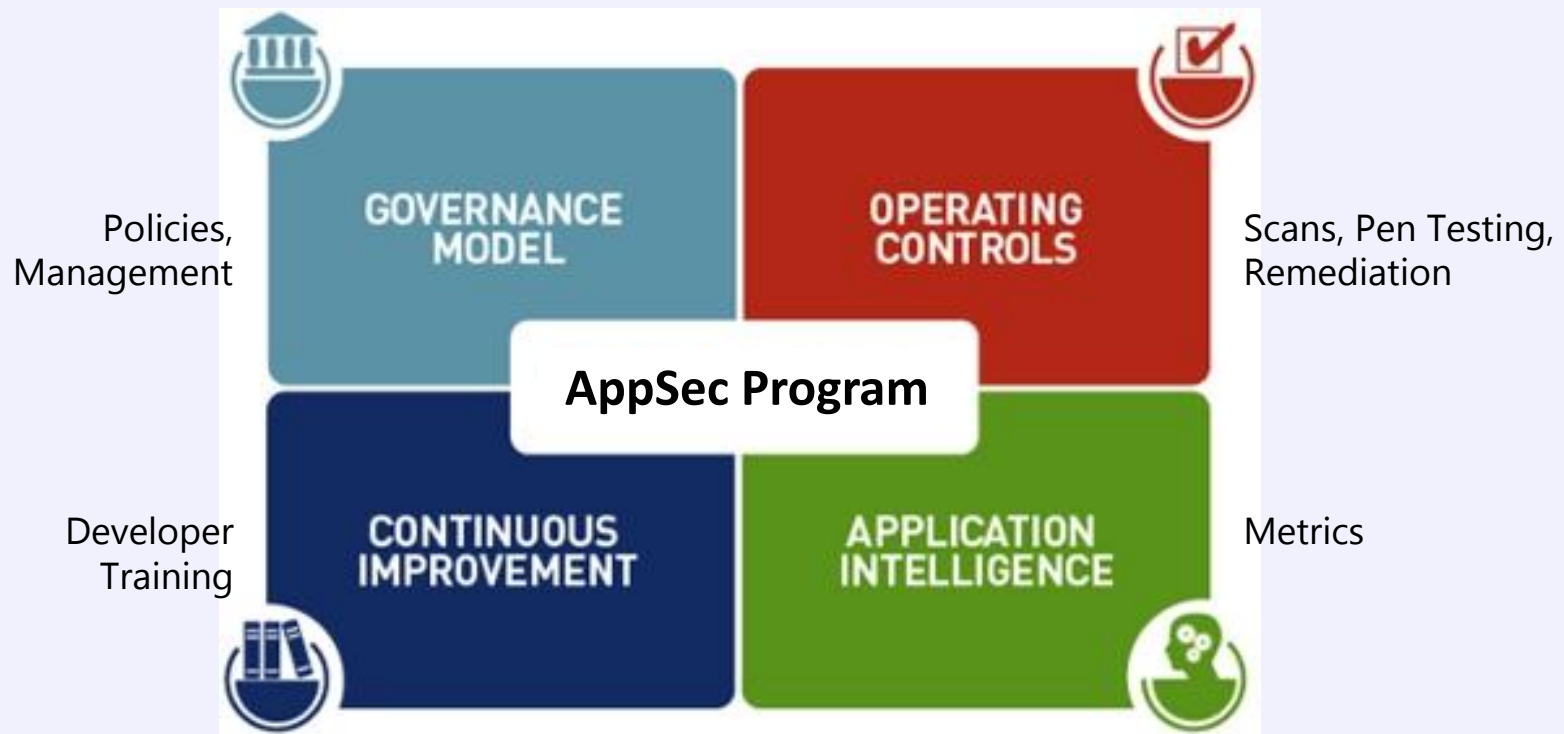 GOVERNANCE
MODEL
OPERATING
CONTROLS
Policies,
Management
Scans, Pen Testing,
Remediation
AppSec Program
CONTINUOUS
IMPROVEMENT
APPLICATION
INTELLIGENCE
Developer
Training
Metrics